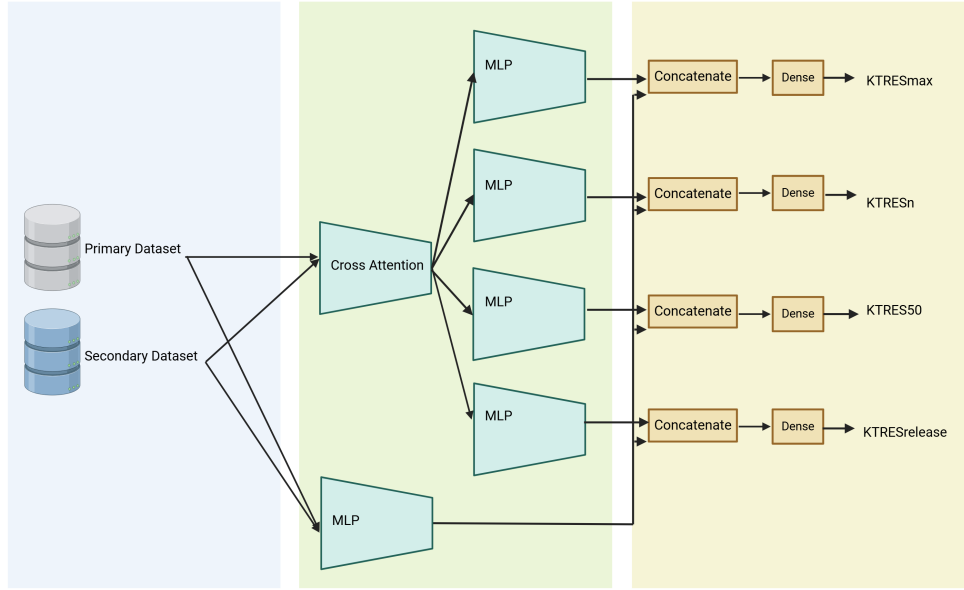 MLP
Concatenate
Dense
KTRESmax
MLP
Concatenate
Dense
KTRESn
Primary Dataset
Cross Attention
MLP
Concatenate
Dense
KTRES50
Secondary Dataset
MLP
Concatenate
Dense
KTRESrelease
MLP